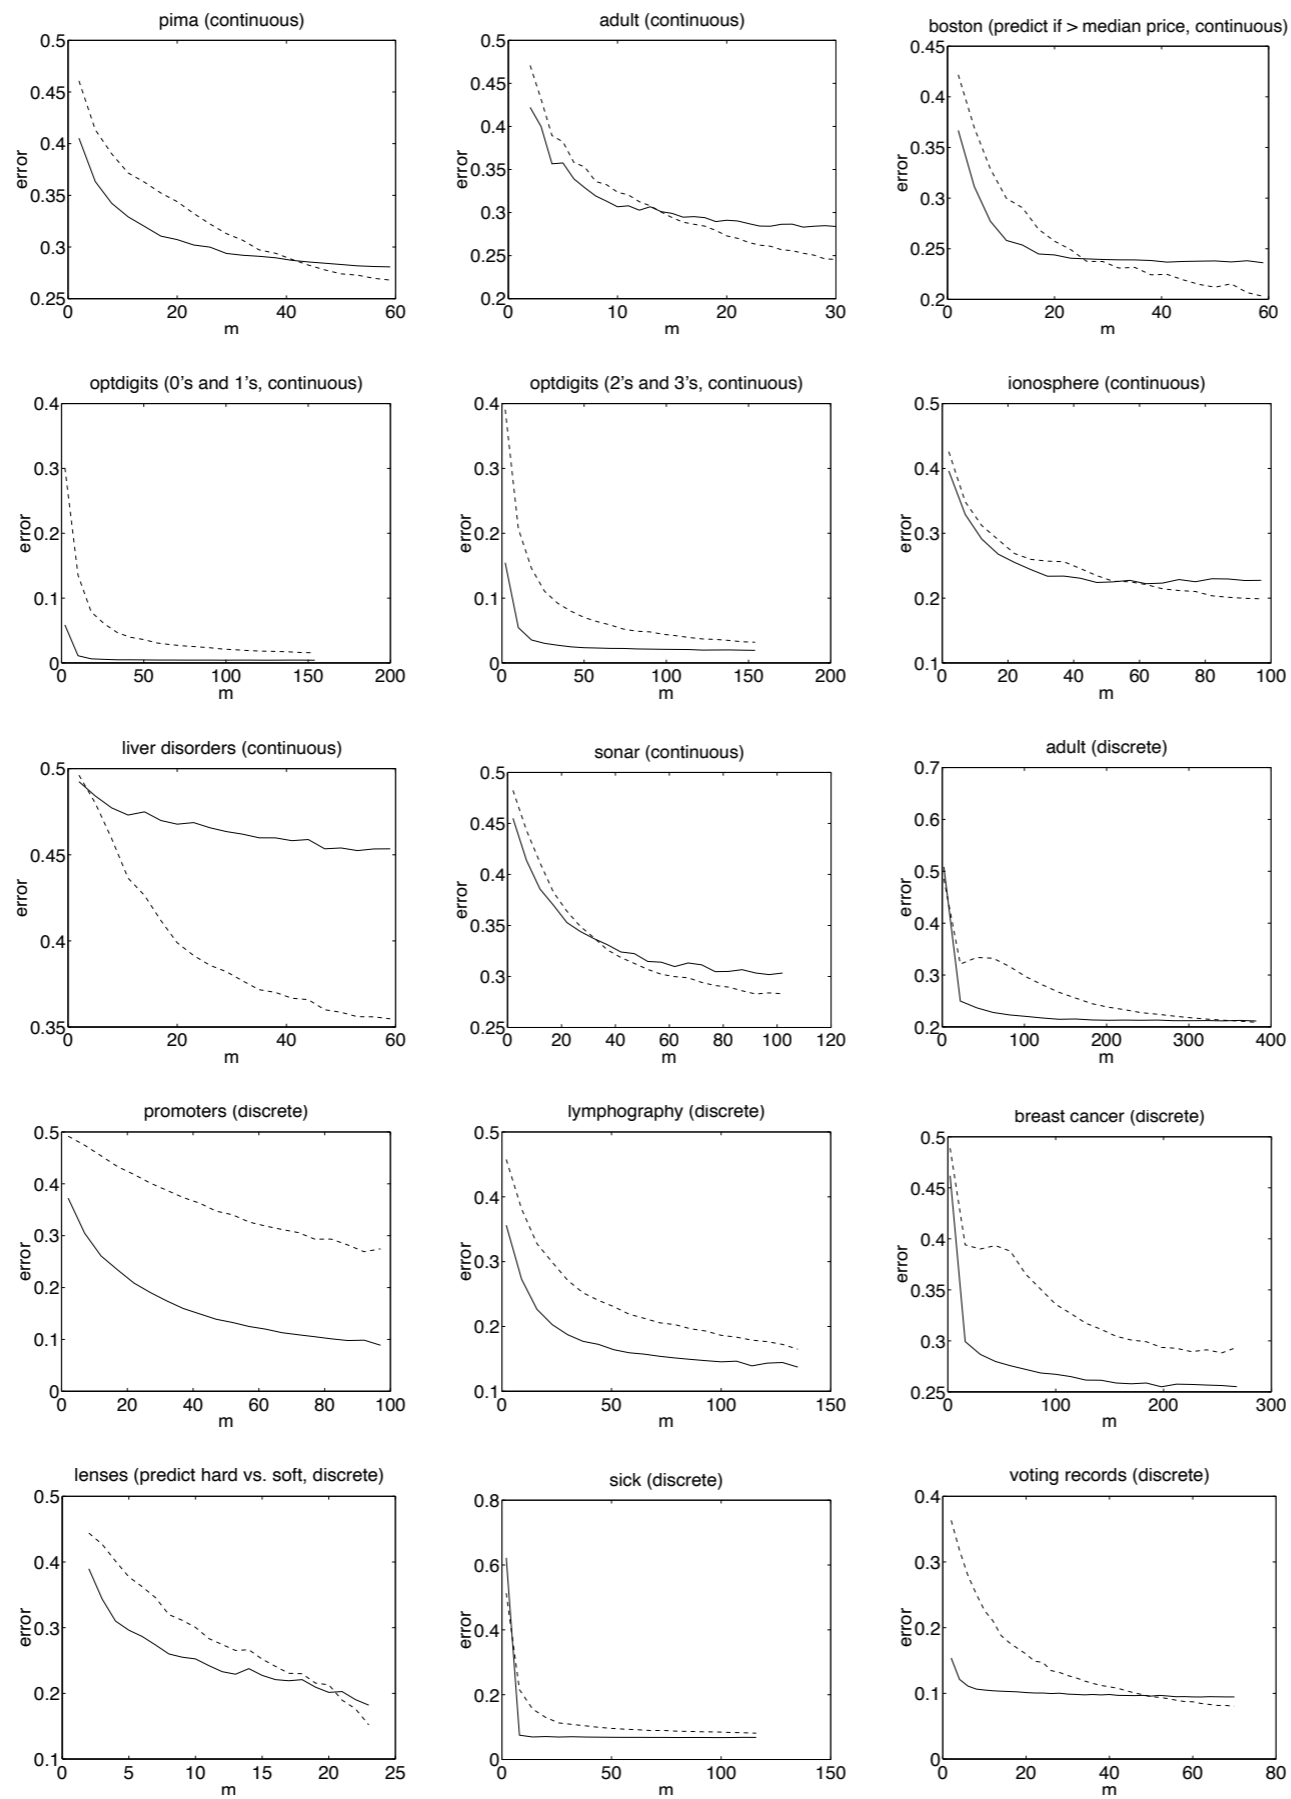 pima (continuous)
0.5
0.45
0.4
0.35
0.3
0.25
error
0 20 40 60
m
adult (continuous)
0.5
0.45
0.4
0.35
0.3
0.25
0.2
error
0 10 20 30
m
boston (predict if > median price, continuous)
0.45
0.4
0.35
0.3
0.25
0.2
error
0 20 40 60
m
optdigits (0's and 1's, continuous)
0.4
0.3
0.2
0.1
0
error
0 50 100 150 200
m
optdigits (2's and 3's, continuous)
0.4
0.3
0.2
0.1
0
error
0 50 100 150 200
m
ionosphere (continuous)
0.5
0.4
0.3
0.2
0.1
error
0 20 40 60 80 100
m
liver disorders (continuous)
0.5
0.45
0.4
0.35
error
0 20 40 60
m
sonar (continuous)
0.5
0.45
0.4
0.35
0.3
0.25
error
0 20 40 60 80 100 120
m
adult (discrete)
0.7
0.6
0.5
0.4
0.3
0.2
error
0 100 200 300 400
m
promoters (discrete)
0.5
0.4
0.3
0.2
0.1
0
error
0 20 40 60 80 100
m
lymphography (discrete)
0.5
0.4
0.3
0.2
0.1
error
0 50 100 150
m
breast cancer (discrete)
0.5
0.45
0.4
0.35
0.3
0.25
error
0 100 200 300
m
lenses (predict hard vs. soft, discrete)
0.5
0.4
0.3
0.2
0.1
error
0 5 10 15 20 25
m
sick (discrete)
0.8
0.6
0.4
0.2
0
error
0 50 100 150
m
voting records (discrete)
0.4
0.3
0.2
0.1
0
error
0 20 40 60 80
m